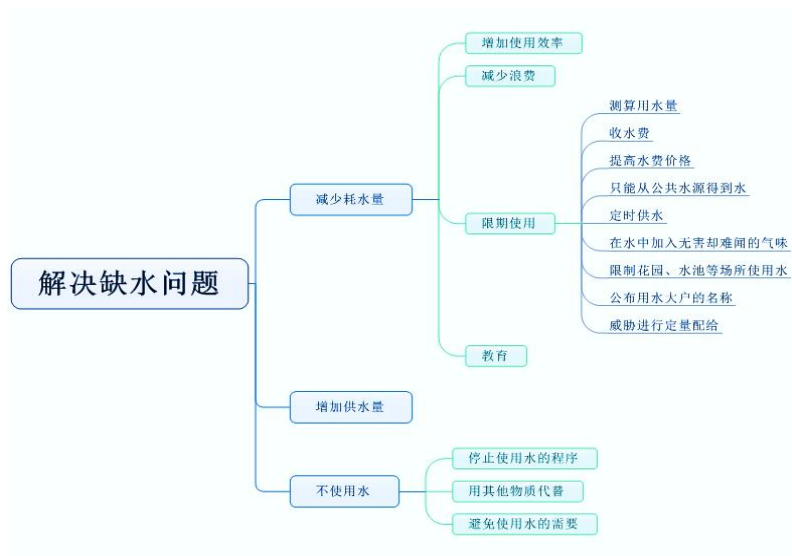 解决缺水问题
减少耗水量
增加使用效率
减少浪费
限期使用
测算用水量
收水费
提高水费价格
只能从公共水源得到水
定时供水
在水中加入无害却难闻的气味
限制花园、水池等场所使用水
公布用水大户的名称
威胁进行定量配给
教育
增加供水量
不使用水
停止使用水的程序
用其他物质代替
避免使用水的需要